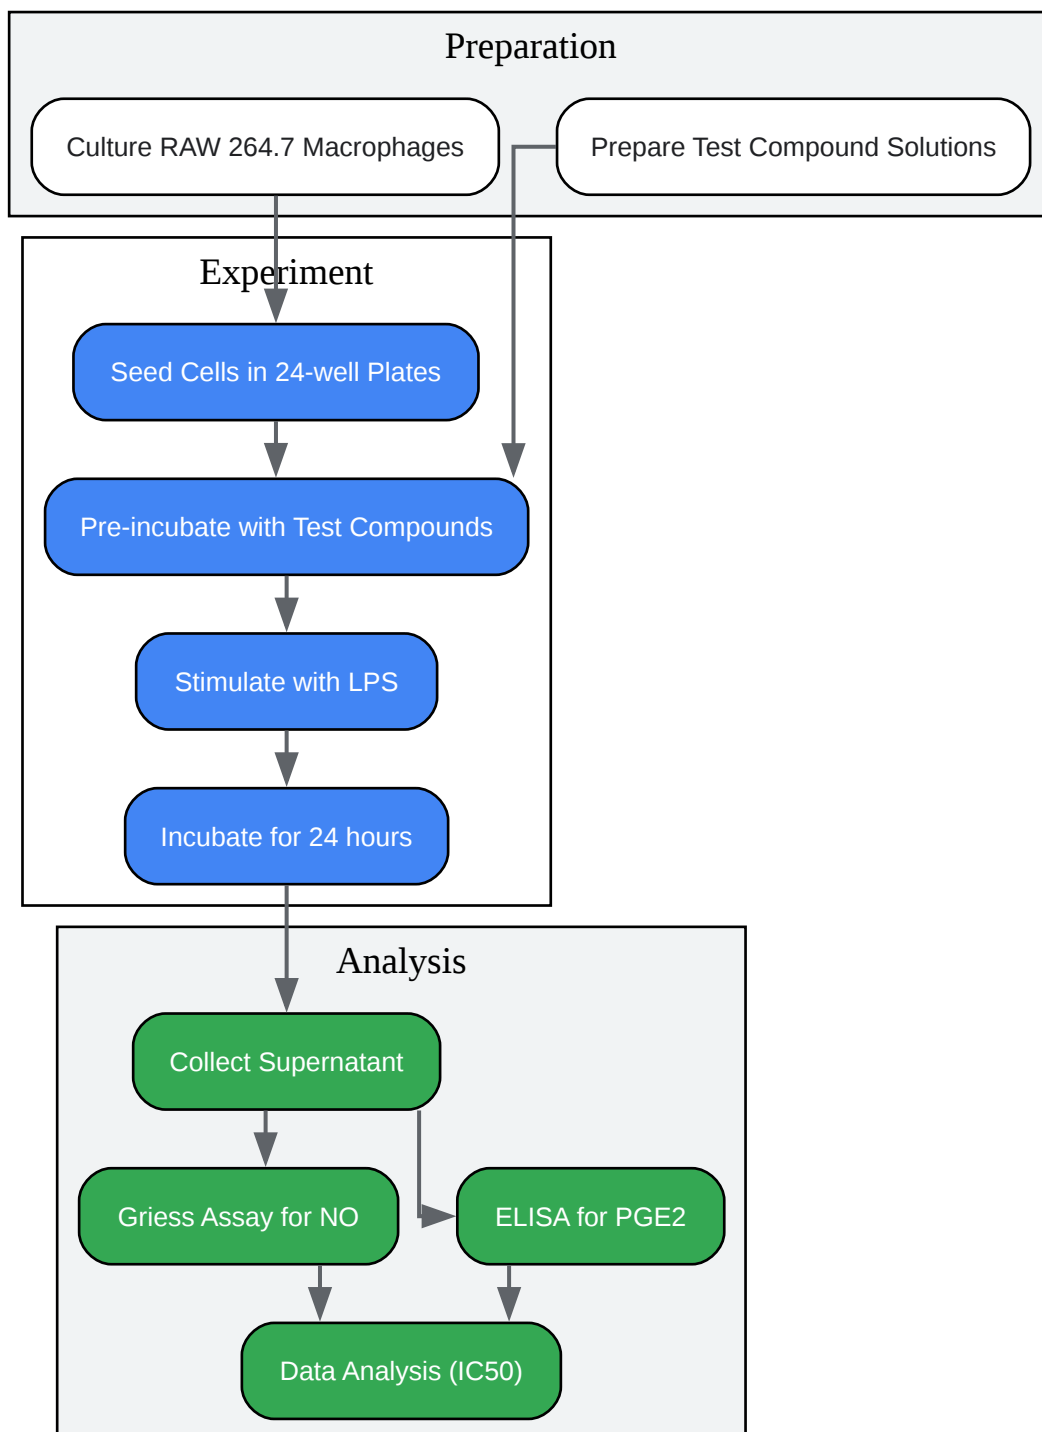 Preparation
Culture RAW 264.7 Macrophages
Prepare Test Compound Solutions
Experiment
Seed Cells in 24-well Plates
Pre-incubate with Test Compounds
Stimulate with LPS
Incubate for 24 hours
Analysis
Collect Supernatant
Griess Assay for NO
ELISA for PGE2
Data Analysis (IC50)